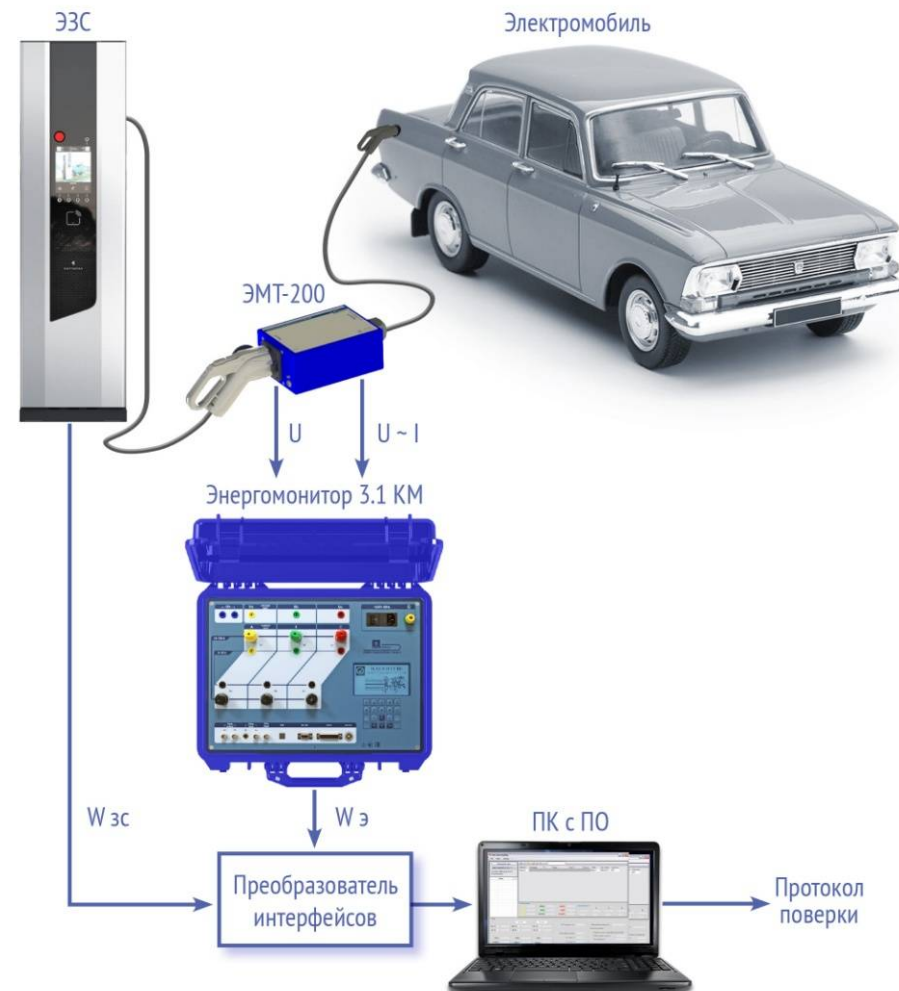 ЭЗС
Электромобиль
ЭМТ-200
U
U ~ I
Энергомонитор 3.1 КМ
W зс
W э
ПК с ПО
Преобразователь
интерфейсов
Протокол
поверки